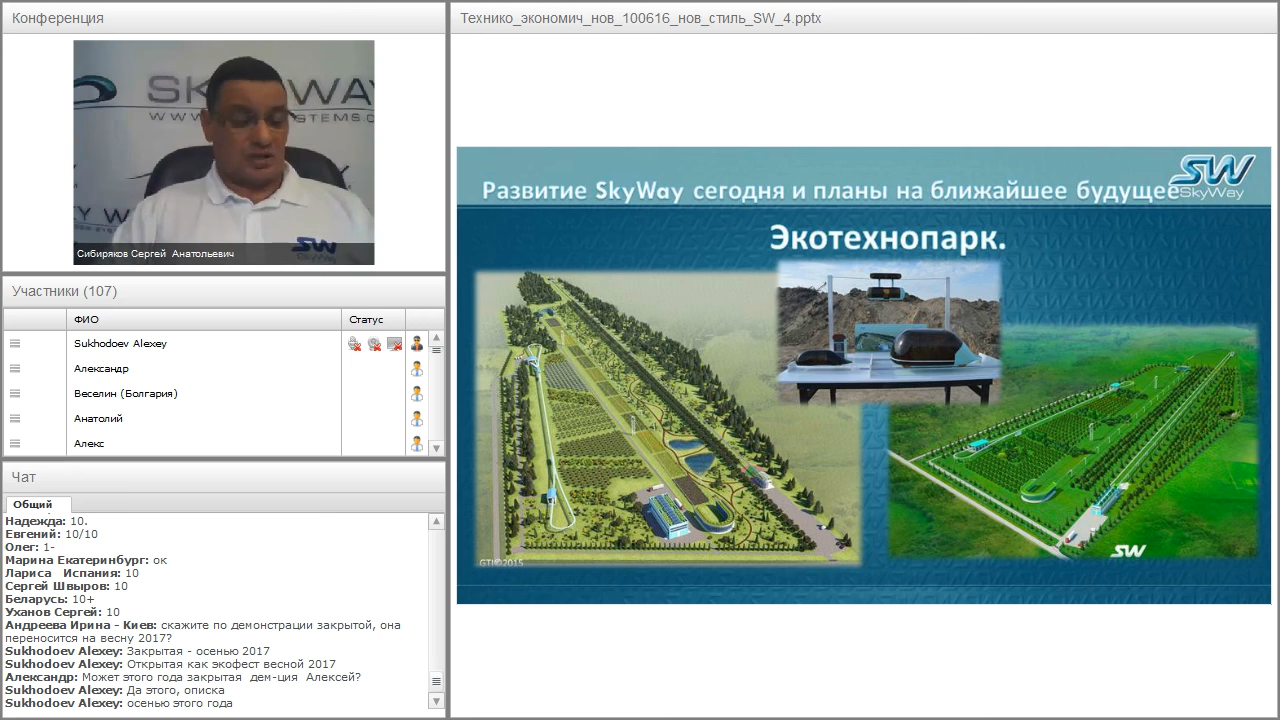 Конференция
SKYWAY
Сибиряков Сергей Анатольевич
SW
SkyWay
Участники (107)
ФИО
Статус
Sukhodoev Alexey
Александр
Веселин (Болгария)
Анатолий
Алекс
Чат
Общий
Надежда: 10.
Евгений: 10/10
Олег: 1-
Марина Екатеринбург: ок
Лариса Испания: 10
Сергей Швыров: 10
Беларусь: 10+
Уханов Сергей: 10
Андреева Ирина - Киев: скажите по демонстрации закрытой, она
переносится на весну 2017?
Sukhodoev Alexey: Закрытая - осенью 2017
Sukhodoev Alexey: Открытая как экофест весной 2017
Александр: Может этого года закрытая дем-ция Алексей?
Sukhodoev Alexey: Да этого, описка
Sukhodoev Alexey: осенью этого года
Технико_экономич_нов_100616_нов_стиль_SW_4.pptx
SW
SkyWay
Развитие SkyWay сегодня и планы на ближайшее будущее
Экотехнопарк.
GTI©2015
SW